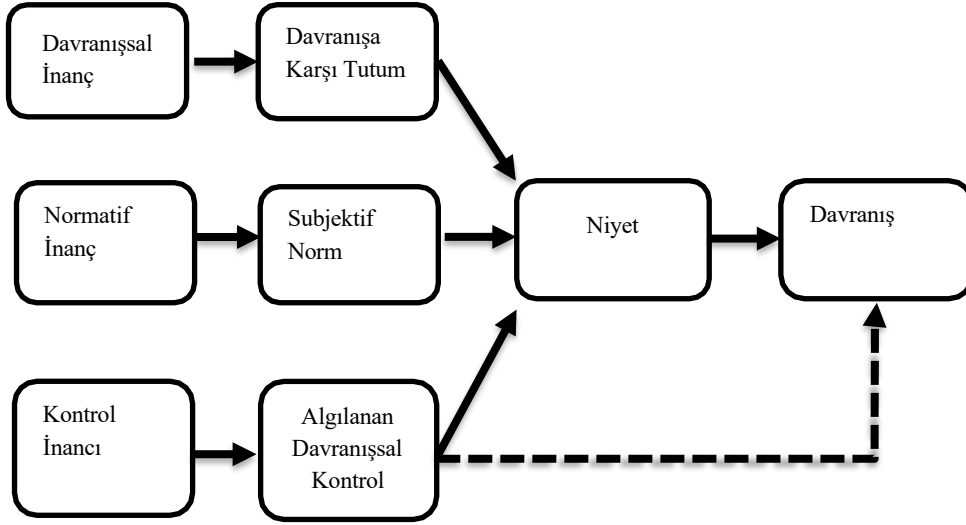 Davranışsal
İnanç
Davranışa
Karşı Tutum
Normatif
İnanç
Subjektif
Norm
Niyet
Davranış
Kontrol
İnancı
Algılanan
Davranışsal
Kontrol